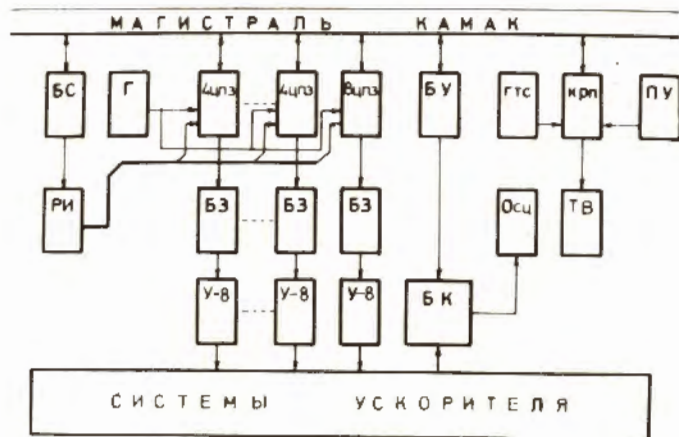 МАГИСТРАЛЬ КАМАК
БС Г 4цпз 4цпз 8цпз БУ гтс крп ПУ
РИ БЗ БЗ БЗ Осц ТВ
У-8 У-8 У-8 БК
СИСТЕМЫ УСКОРИТЕЛЯ